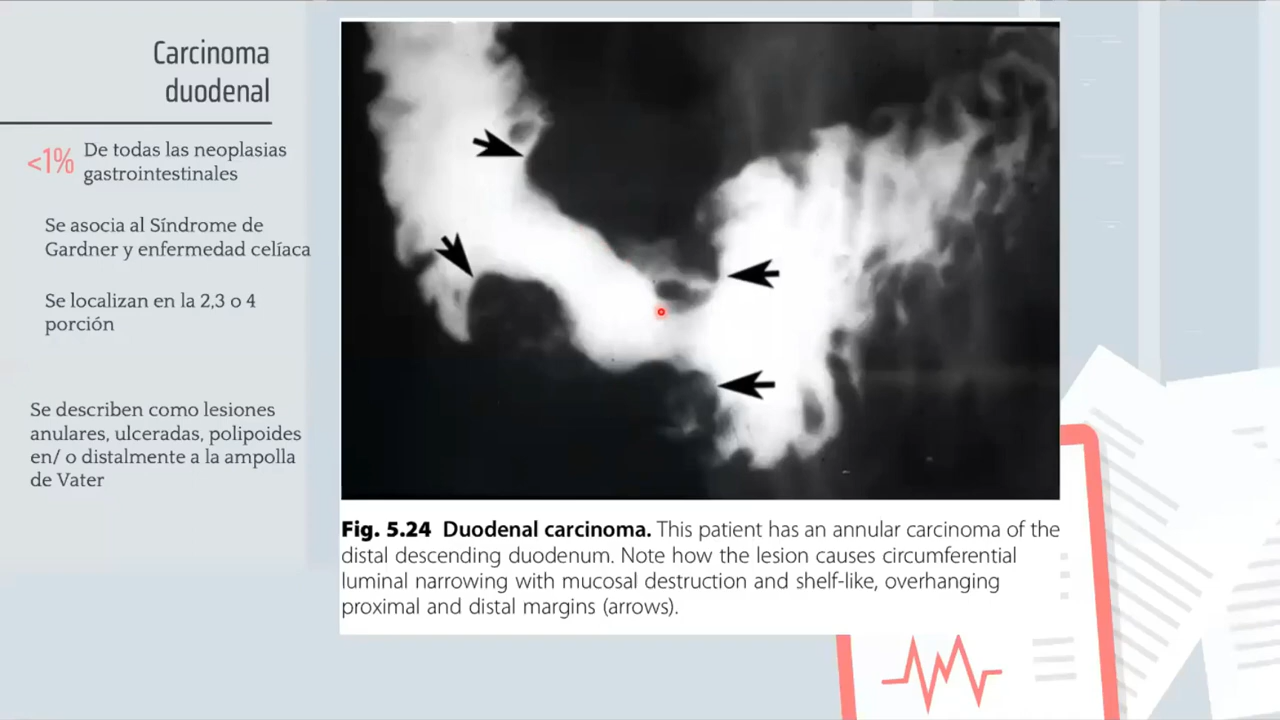 Carcinoma
duodenal
<1%
De todas las neoplasias
gastrointestinales
Se asocia al Síndrome de
Gardner y enfermedad celíaca
Se localizan en la 2,3 o 4
porción
Se describen como lesiones
anulares, ulceradas, polipoides
en/ o distalmente a la ampolla
de Vater
Fig. 5.24 Duodenal carcinoma. This patient has an annular carcinoma of the
distal descending duodenum. Note how the lesion causes circumferential
luminal narrowing with mucosal destruction and shelf-like, overhanging
proximal and distal margins (arrows).